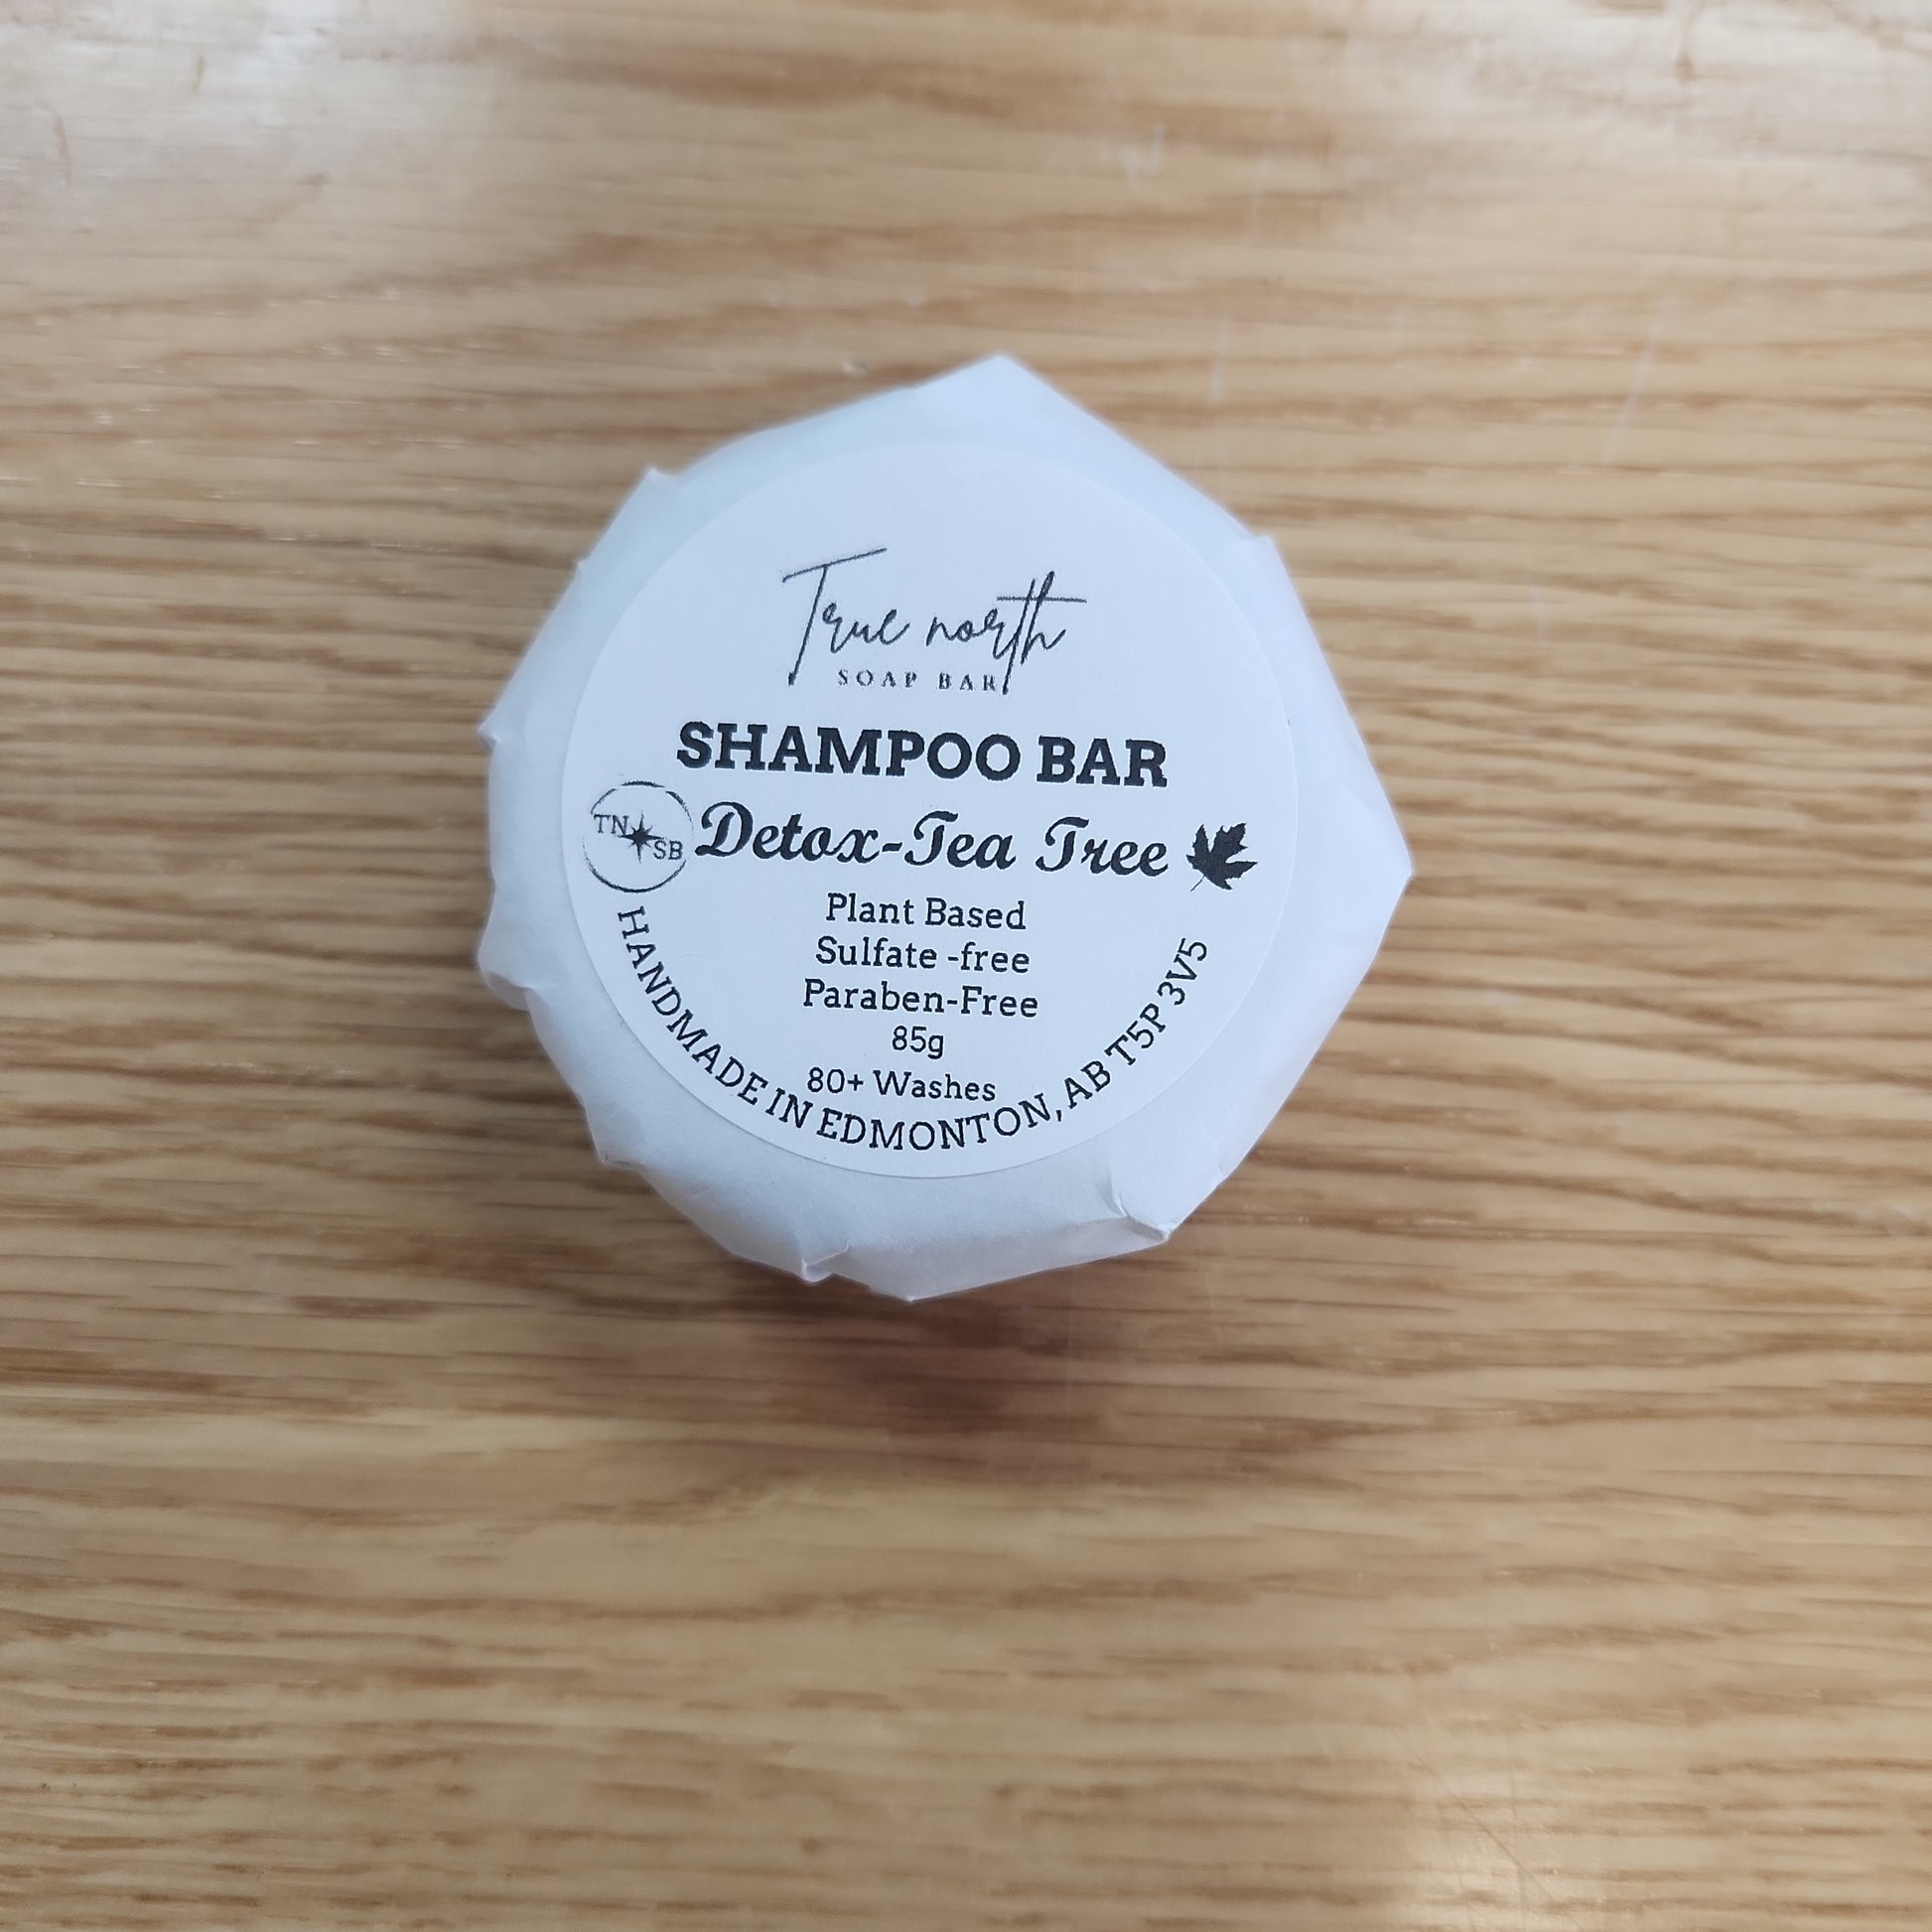 True north
SOAP BAR
SHAMPOO BAR
TN SB
Detox-Tea Tree
Plant Based
Sulfate -free
Paraben-Free
85g
80+ Washes
HANDMADE IN EDMONTON, AB T5P 3V5